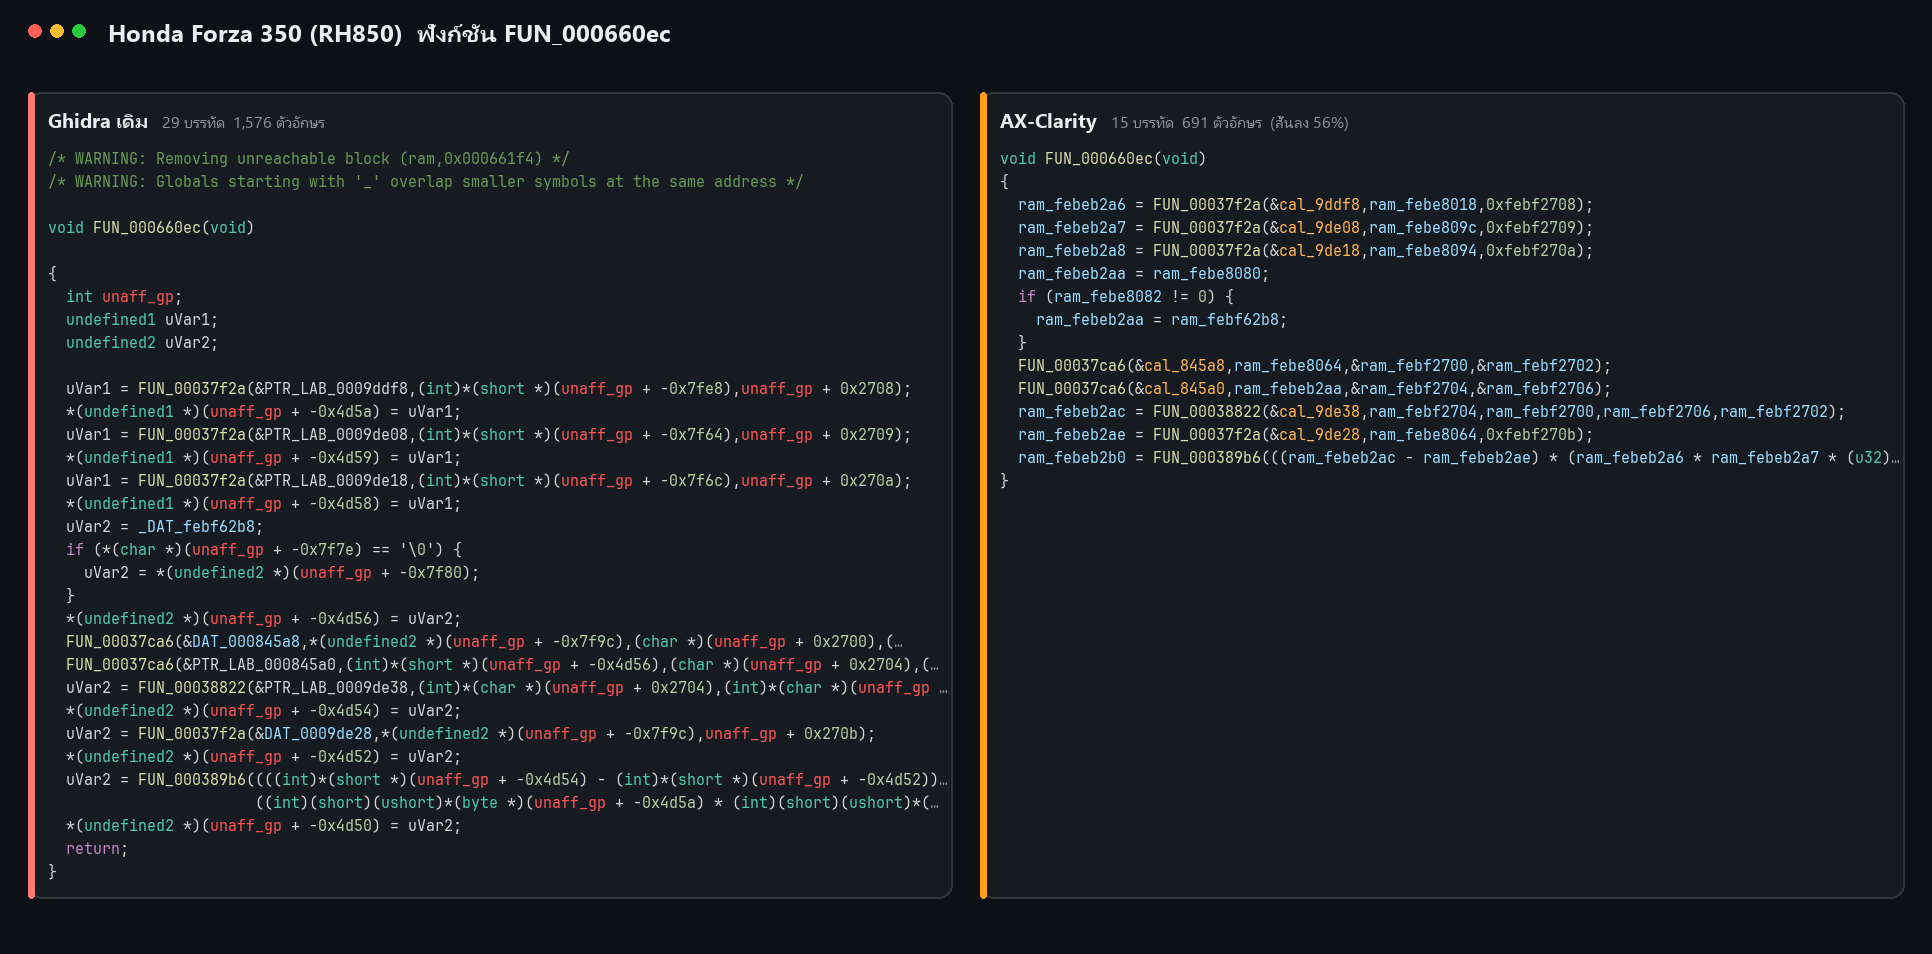 Honda Forza 350 (RH850) ฟังก์ชัน FUN_000660ec
Ghidra เดิม 29 บรรทัด 1,576 ตัวอักษร
/* WARNING: Removing unreachable block (ram,0x000661f4) */
/* WARNING: Globals starting with '_' overlap smaller symbols at the same address */
void FUN_000660ec(void)
{
int unaff_gp;
undefined1 uVar1;
undefined2 uVar2;
uVar1 = FUN_00037f2a(&PTR_LAB_0009ddf8,(int)*(short *)(unaff_gp + -0x7fe8),unaff_gp + 0x2708);
*(undefined1 *)(unaff_gp + -0x4d5a) = uVar1;
uVar1 = FUN_00037f2a(&PTR_LAB_0009de08,(int)*(short *)(unaff_gp + -0x7f64),unaff_gp + 0x2709);
*(undefined1 *)(unaff_gp + -0x4d59) = uVar1;
uVar1 = FUN_00037f2a(&PTR_LAB_0009de18,(int)*(short *)(unaff_gp + -0x7f6c),unaff_gp + 0x270a);
*(undefined1 *)(unaff_gp + -0x4d58) = uVar1;
uVar2 = _DAT_febf62b8;
if (*(char *)(unaff_gp + -0x7f7e) == '\0') {
uVar2 = *(undefined2 *)(unaff_gp + -0x7f80);
}
*(undefined2 *)(unaff_gp + -0x4d56) = uVar2;
FUN_00037ca6(&DAT_000845a8,*(undefined2 *)(unaff_gp + -0x7f9c),(char *)(unaff_gp + 0x2700),(…
FUN_00037ca6(&PTR_LAB_000845a0,(int)*(short *)(unaff_gp + -0x4d56),(char *)(unaff_gp + 0x2704),(…
uVar2 = FUN_00038822(&PTR_LAB_0009de38,(int)*(char *)(unaff_gp + 0x2704),(int)*(char *)(unaff_gp …
*(undefined2 *)(unaff_gp + -0x4d54) = uVar2;
uVar2 = FUN_00037f2a(&DAT_0009de28,*(undefined2 *)(unaff_gp + -0x7f9c),unaff_gp + 0x270b);
*(undefined2 *)(unaff_gp + -0x4d52) = uVar2;
uVar2 = FUN_000389b6((((int)*(short *)(unaff_gp + -0x4d54) - (int)*(short *)(unaff_gp + -0x4d52))…
((int)(short)(ushort)*(byte *)(unaff_gp + -0x4d5a) * (int)(short)(ushort)*(…
*(undefined2 *)(unaff_gp + -0x4d50) = uVar2;
return;
}
AX-Clarity 15 บรรทัด 691 ตัวอักษร (สั้นลง 56%)
void FUN_000660ec(void)
{
ram_febeb2a6 = FUN_00037f2a(&cal_9ddf8,ram_febe8018,0xfebf2708);
ram_febeb2a7 = FUN_00037f2a(&cal_9de08,ram_febe809c,0xfebf2709);
ram_febeb2a8 = FUN_00037f2a(&cal_9de18,ram_febe8094,0xfebf270a);
ram_febeb2aa = ram_febe8080;
if (ram_febe8082 != 0) {
ram_febeb2aa = ram_febf62b8;
}
FUN_00037ca6(&cal_845a8,ram_febe8064,&ram_febf2700,&ram_febf2702);
FUN_00037ca6(&cal_845a0,ram_febeb2aa,&ram_febf2704,&ram_febf2706);
ram_febeb2ac = FUN_00038822(&cal_9de38,ram_febf2704,ram_febf2700,ram_febf2706,ram_febf2702);
ram_febeb2ae = FUN_00037f2a(&cal_9de28,ram_febe8064,0xfebf270b);
ram_febeb2b0 = FUN_000389b6(((ram_febeb2ac - ram_febeb2ae) * (ram_febeb2a6 * ram_febeb2a7 * (u32)…
}